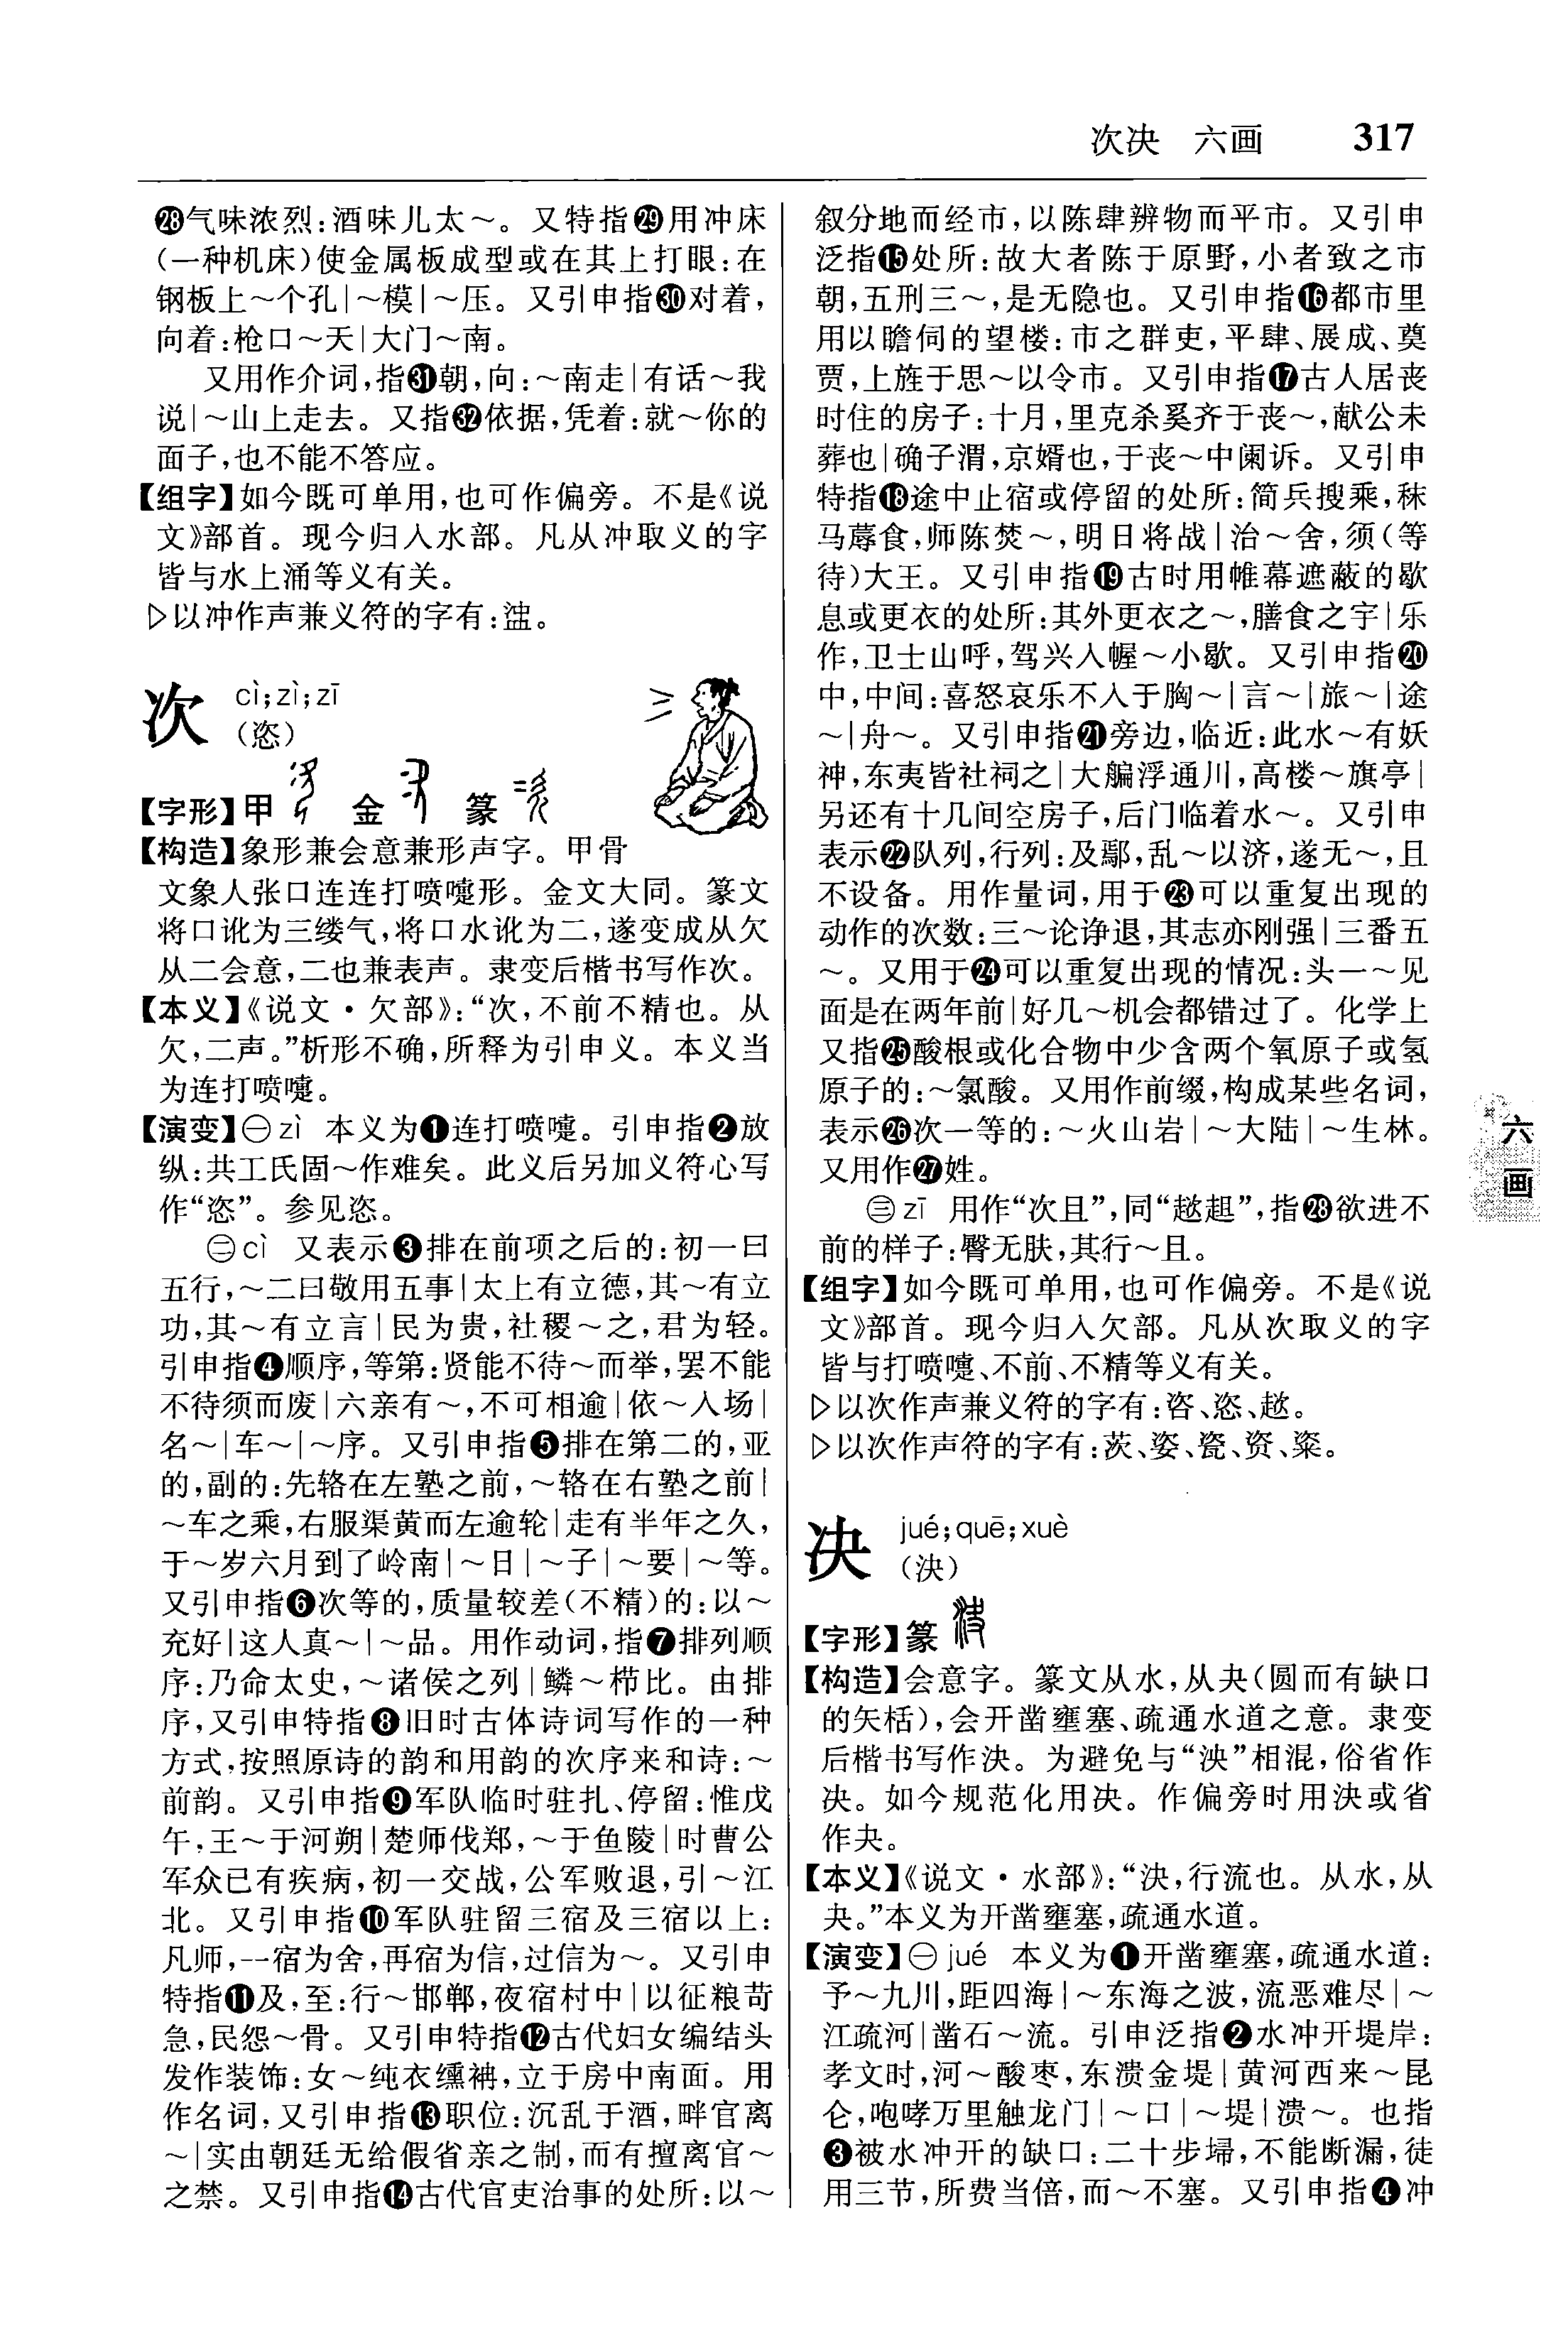 次决 六画 317
㉘气味浓烈:酒味儿太～。又特指㉙用冲床
(一种机床)使金属板成型或在其上打眼:在
钢板上～个孔|～模|～压。又引申指㉚对着,
向着:枪口～天|大门～南。
又用作介词,指㉛朝,向:～南走|有话～我
说|～山上走去。又指㉜依据,凭着:就～你的
面子,也不能不答应。
【组字】如今既可单用,也可作偏旁。不是《说
文》部首。现今归入水部。凡从冲取义的字
皆与水上涌等义有关。
▷以冲作声兼义符的字有:浊。
次 cì;zì;zī
(恣)
【字形】甲 金 篆
【构造】象形兼会意兼形声字。甲骨
文象人张口连连打喷嚏形。金文大同。篆文
将口讹为三缕气,将口水讹为二,遂变成从欠
从二会意,二也兼表声。隶变后楷书写作次。
【本义】《说文·欠部》:“次,不前不精也。从
欠,二声。”析形不确,所释为引申义。本义当
为连打喷嚏。
【演变】㊀zì 本义为❶连打喷嚏。引申指❷放
纵:共工氏固～作难矣。此义后另加义符心写
作“恣”。参见恣。
㊁cì 又表示❸排在前项之后的:初一曰
五行,～二曰敬用五事|太上有立德,其～有立
功,其～有立言|民为贵,社稷～之,君为轻。
引申指❹顺序,等第:贤能不待～而举,罢不能
不待须而废|六亲有～,不可相逾|依～入场|
名～|车～|～序。又引申指❺排在第二的,亚
的,副的:先辂在左塾之前,～辂在右塾之前|
～车之乘,右服渠黄而左逾轮|走有半年之久,
于～岁六月到了岭南|～日|～子|～要|～等。
又引申指❻次等的,质量较差(不精)的:以～
充好|这人真～|～品。用作动词,指❼排列顺
序:乃命太史,～诸侯之列|鳞～栉比。由排
序,又引申特指❽旧时古体诗词写作的一种
方式,按照原诗的韵和用韵的次序来和诗:～
前韵。又引申指❾军队临时驻扎、停留:惟戊
午,王～于河朔|楚师伐郑,～于鱼陵|时曹公
军众已有疾病,初一交战,公军败退,引～江
北。又引申指❿军队驻留三宿及三宿以上:
凡师,一宿为舍,再宿为信,过信为～。又引申
特指⓫及,至:行～邯郸,夜宿村中|以征粮苛
急,民怨～骨。又引申特指⓬古代妇女编结头
发作装饰:女～纯衣纁袡,立于房中南面。用
作名词,又引申指⓭职位:沉乱于酒,畔官离
～|实由朝廷无给假省亲之制,而有擅离官～
之禁。又引申指⓮古代官吏治事的处所:以～
叙分地而经市,以陈肆辨物而平市。又引申
泛指⓯处所:故大者陈于原野,小者致之市
朝,五刑三～,是无隐也。又引申指⓰都市里
用以瞻伺的望楼:市之群吏,平肆、展成、奠
贾,上旌于思～以令市。又引申指⓱古人居丧
时住的房子:十月,里克杀奚齐于丧～,献公未
葬也|确子渭,京婿也,于丧～中阑诉。又引申
特指⓲途中止宿或停留的处所:简兵搜乘,秣
马蓐食,师陈焚～,明日将战|治～舍,须(等
待)大王。又引申指⓳古时用帷幕遮蔽的歇
息或更衣的处所:其外更衣之～,膳食之宇|乐
作,卫士山呼,驾兴入幄～小歇。又引申指⓴
中,中间:喜怒哀乐不入于胸～|言～|旅～|途
～|舟～。又引申指㉑旁边,临近:此水～有妖
神,东夷皆社祠之|大艑浮通川,高楼～旗亭|
另还有十几间空房子,后门临着水～。又引申
表示㉒队列,行列:及鄢,乱～以济,遂无～,且
不设备。用作量词,用于㉓可以重复出现的
动作的次数:三～论诤退,其志亦刚强|三番五
～。又用于㉔可以重复出现的情况:头一～见
面是在两年前|好几～机会都错过了。化学上
又指㉕酸根或化合物中少含两个氧原子或氢
原子的:～氯酸。又用作前缀,构成某些名词,
表示㉖次一等的:～火山岩|～大陆|～生林。
又用作㉗姓。
㊂zī 用作“次且”,同“趑趄”,指㉘欲进不
前的样子:臀无肤,其行～且。
【组字】如今既可单用,也可作偏旁。不是《说
文》部首。现今归入欠部。凡从次取义的字
皆与打喷嚏、不前、不精等义有关。
▷以次作声兼义符的字有:咨、恣、趑。
▷以次作声符的字有:茨、姿、瓷、资、粢。
决 jué;quē;xuè
(決)
【字形】篆
【构造】会意字。篆文从水,从夬(圆而有缺口
的矢栝),会开凿壅塞、疏通水道之意。隶变
后楷书写作決。为避免与“泱”相混,俗省作
决。如今规范化用决。作偏旁时用決或省
作夬。
【本义】《说文·水部》:“決,行流也。从水,从
夬。”本义为开凿壅塞,疏通水道。
【演变】㊀jué 本义为❶开凿壅塞,疏通水道:
予～九川,距四海|～东海之波,流恶难尽|～
江疏河|凿石～流。引申泛指❷水冲开堤岸:
孝文时,河～酸枣,东溃金堤|黄河西来～昆
仑,咆哮万里触龙门|～口|～堤|溃～。也指
❸被水冲开的缺口:二十步埽,不能断漏,徒
用三节,所费当倍,而～不塞。又引申指❹冲
六
画